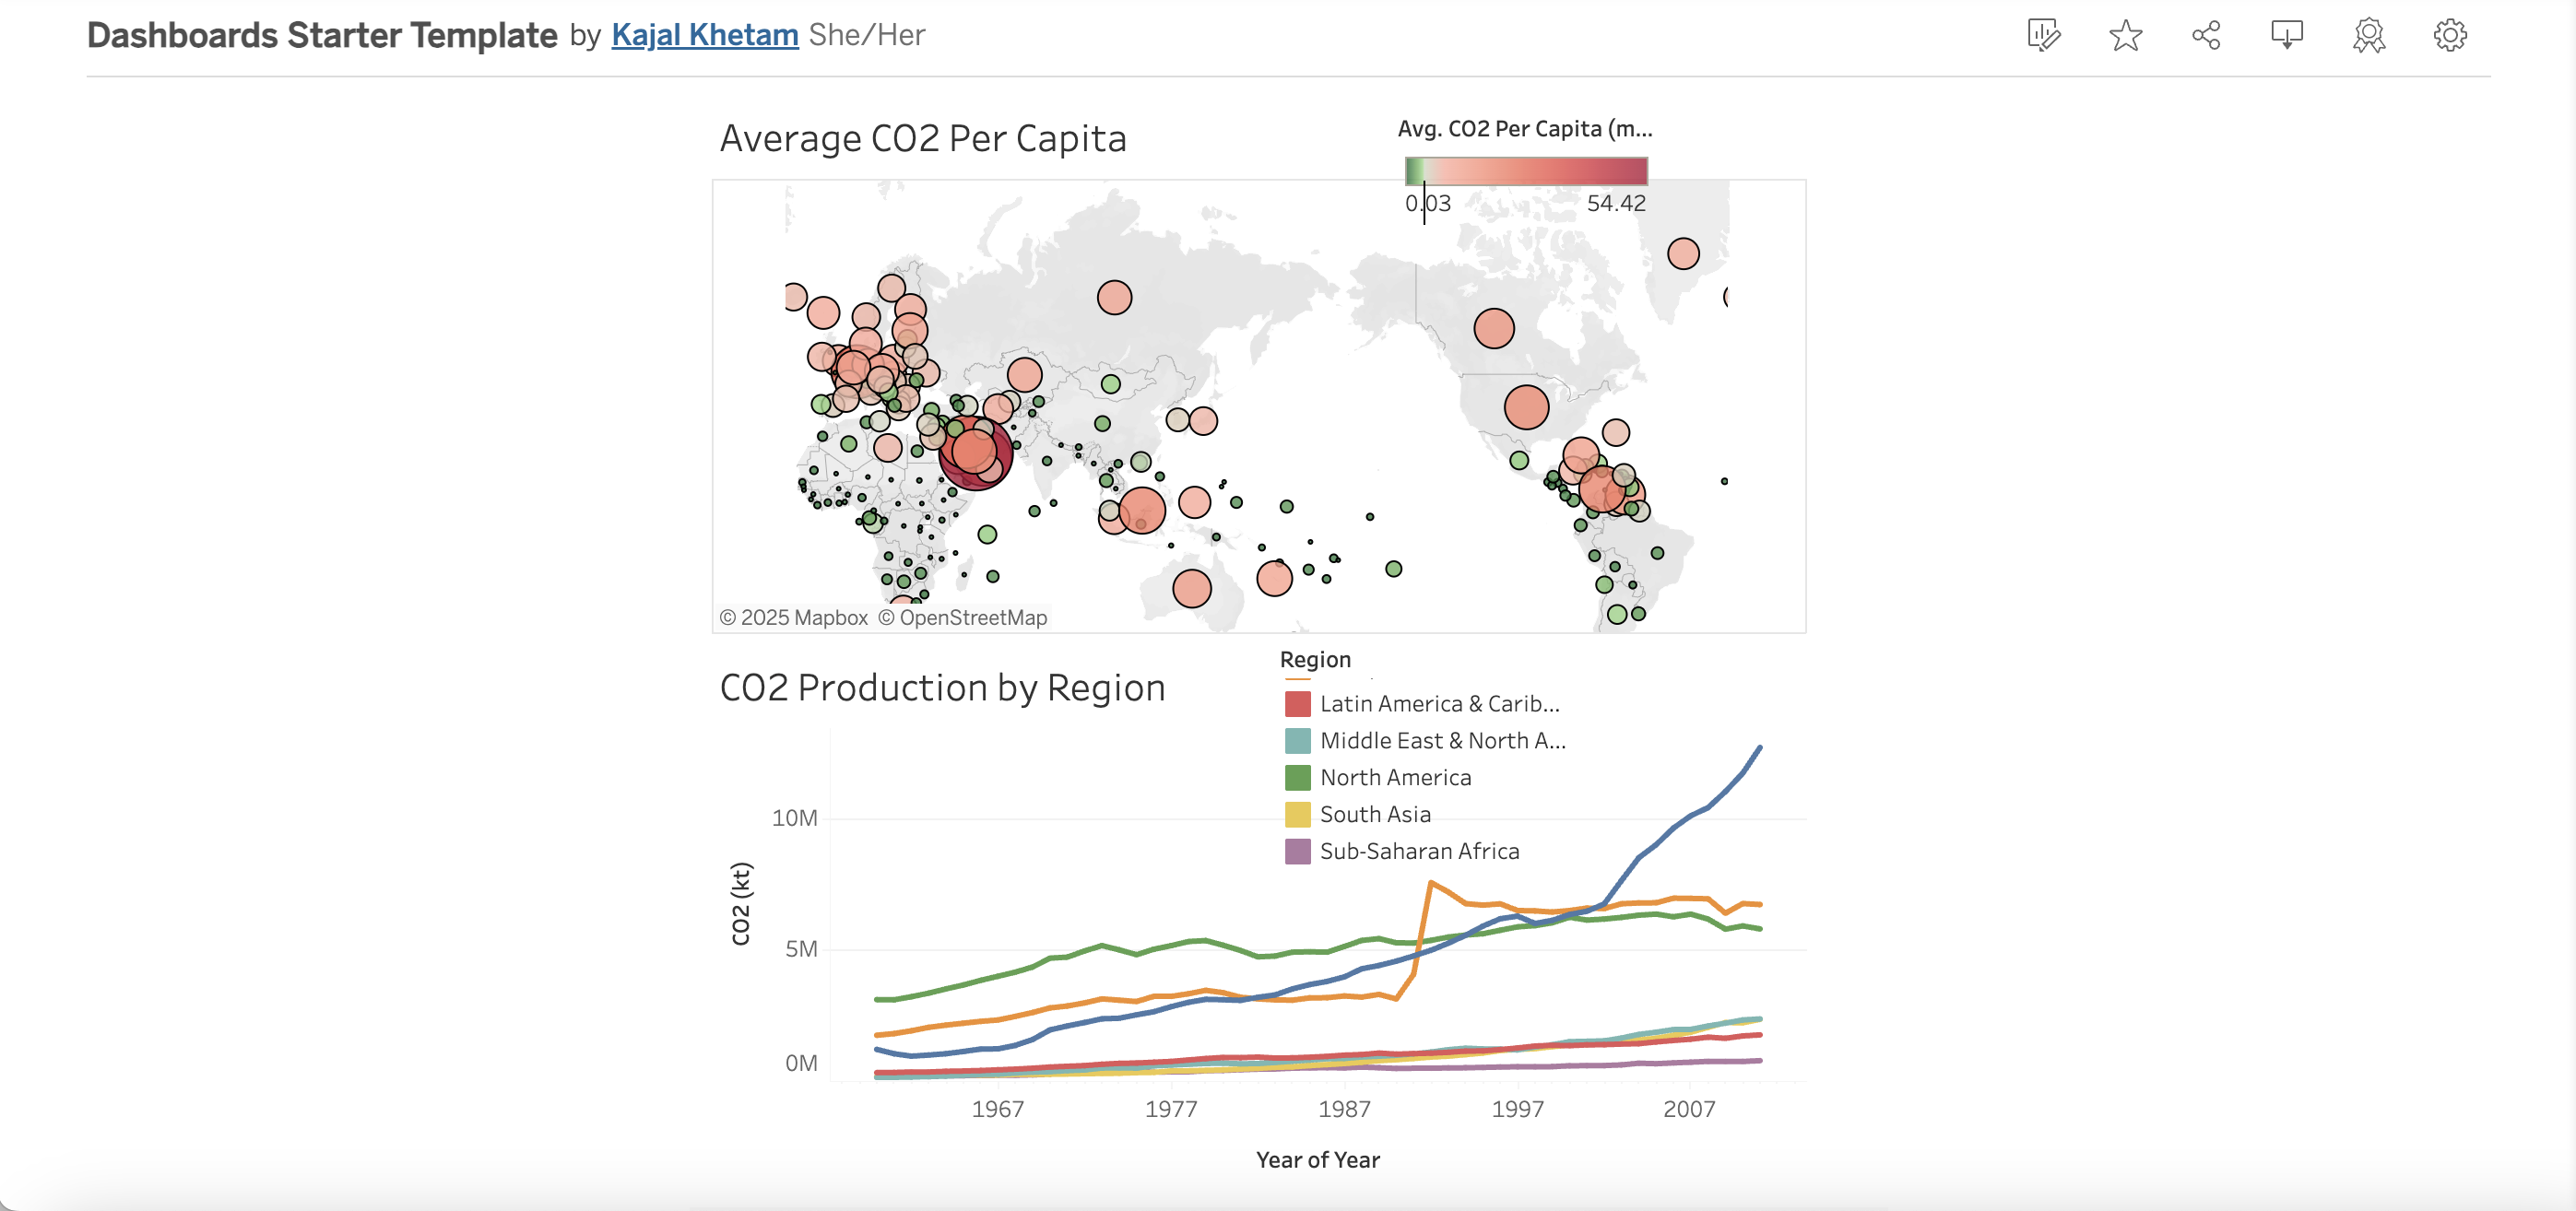 Dashboards Starter Template by Kajal Khetam She/Her
Average CO2 Per Capita
Avg. CO2 Per Capita (m...
0.03 54.42
© 2025 Mapbox © OpenStreetMap
CO2 Production by Region
Region
Latin America & Carib...
Middle East & North A...
North America
South Asia
Sub-Saharan Africa
10M
5M
0M
CO2 (kt)
1967 1977 1987 1997 2007
Year of Year